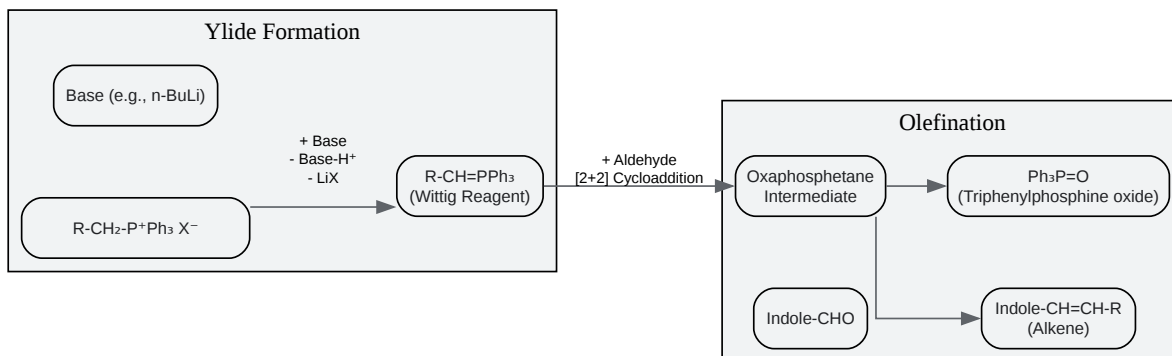 Ylide Formation
Base (e.g., n-BuLi)
+ Base
- Base-H⁺
- LiX
R-CH₂-P⁺Ph₃ X⁻
R-CH=PPh₃
(Wittig Reagent)
+ Aldehyde
[2+2] Cycloaddition
Olefination
Oxaphosphetane
Intermediate
Ph₃P=O
(Triphenylphosphine oxide)
Indole-CHO
Indole-CH=CH-R
(Alkene)